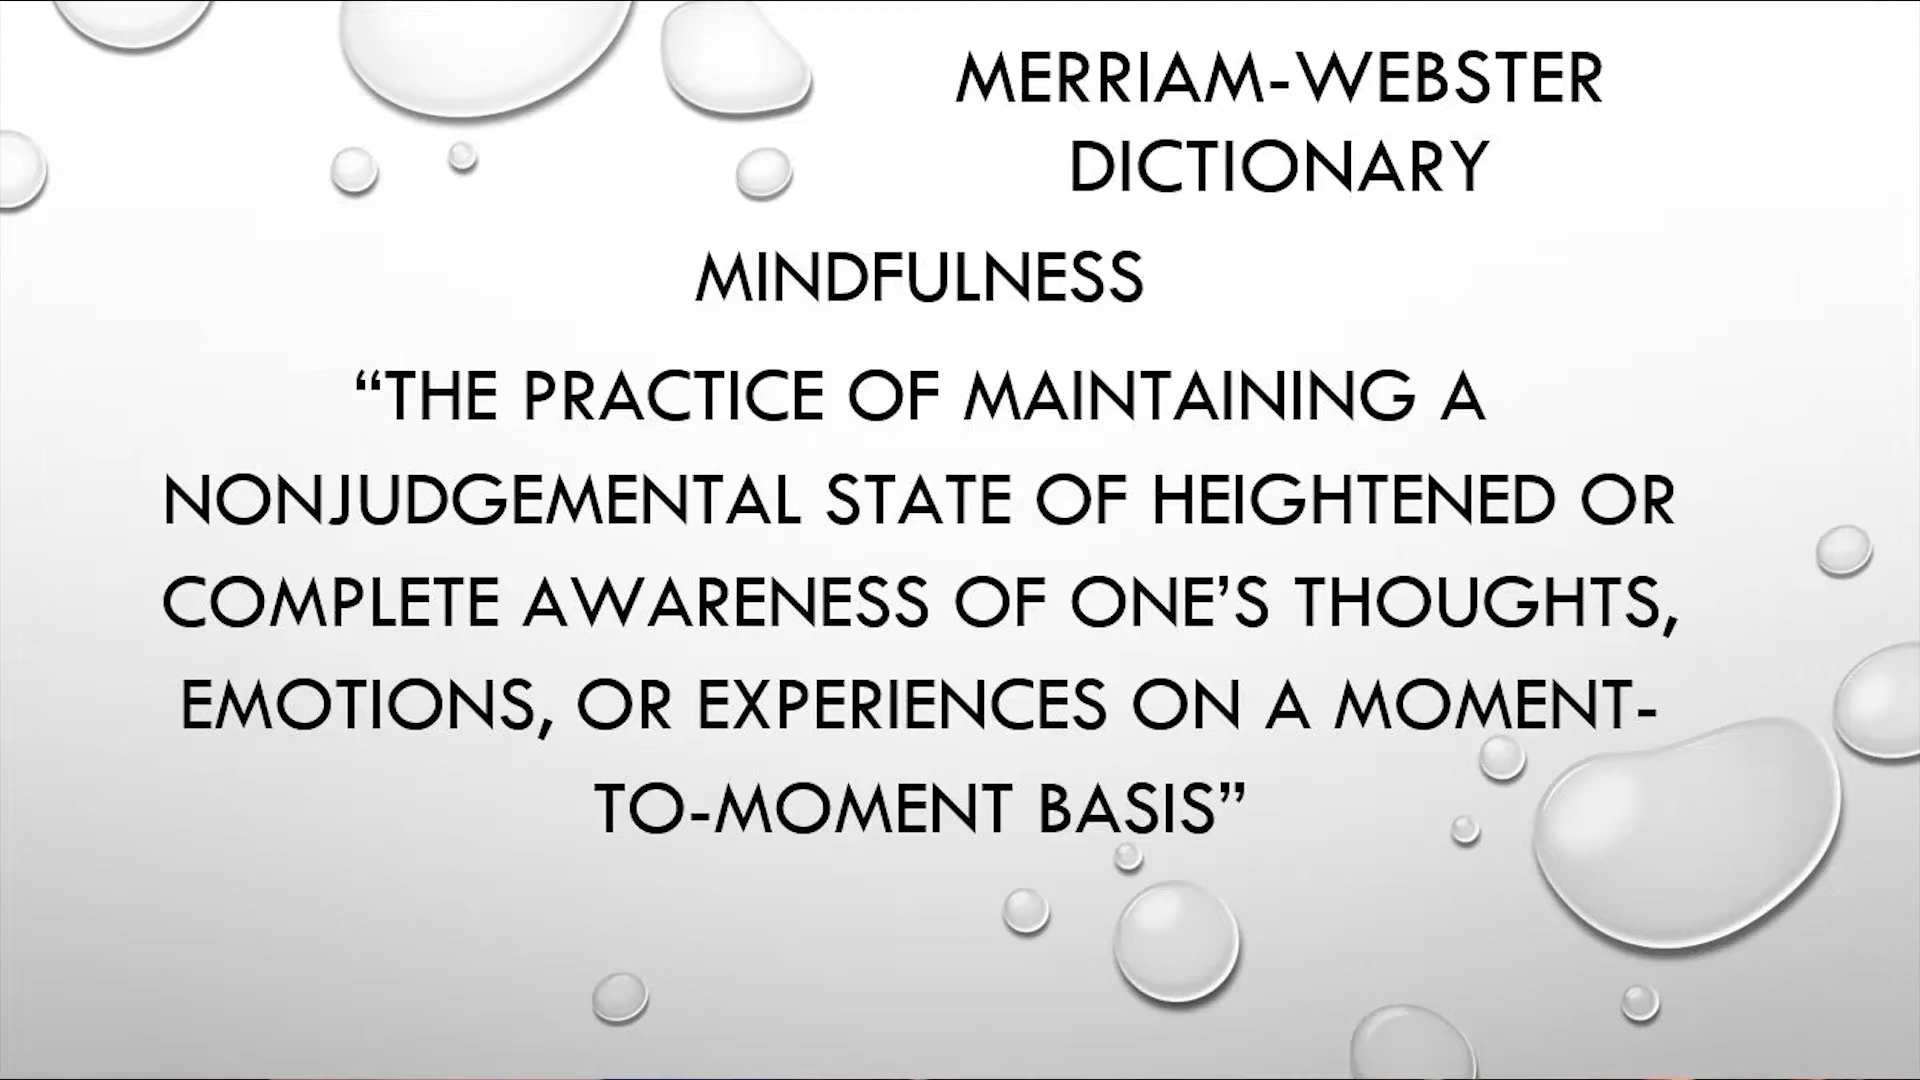 MERRIAM-WEBSTER
DICTIONARY
MINDFULNESS
“THE PRACTICE OF MAINTAINING A
NONJUDGEMENTAL STATE OF HEIGHTENED OR
COMPLETE AWARENESS OF ONE’S THOUGHTS,
EMOTIONS, OR EXPERIENCES ON A MOMENT-
TO-MOMENT BASIS”